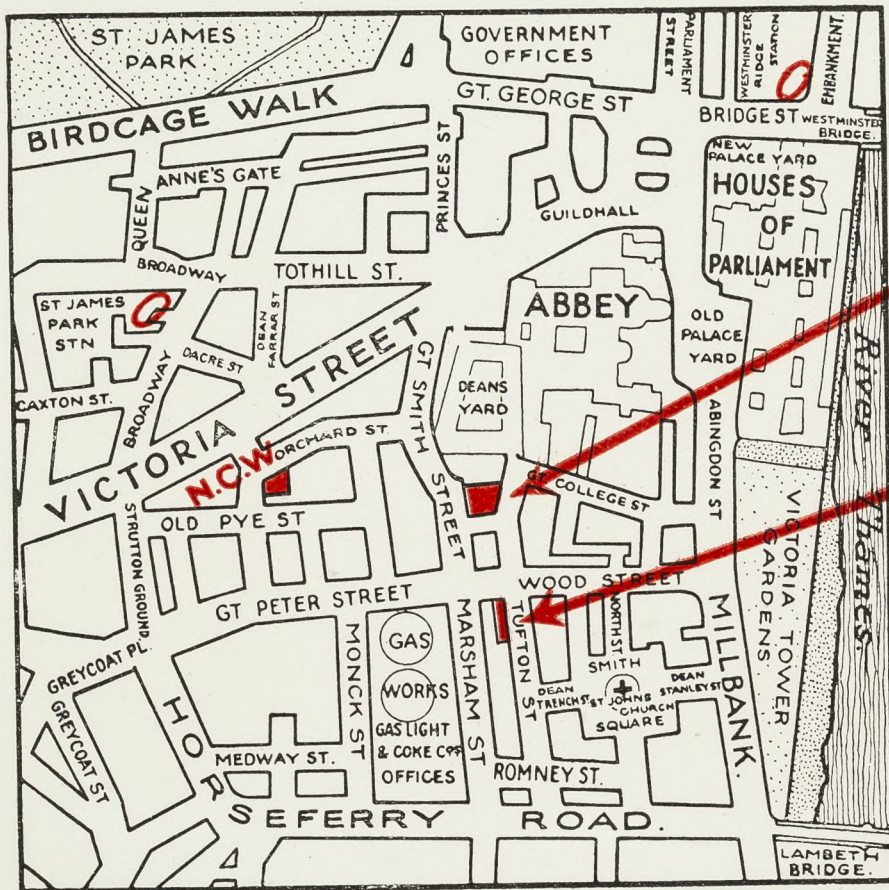 ST. JAMES
PARK
GOVERNMENT
OFFICES
PARLIAMENT
STREET
WESTMINSTER
BRIDGE
STATION
EMBANKMENT.
BIRDCAGE WALK
GT. GEORGE ST
BRIDGE ST
WESTMINSTER
BRIDGE.
QUEEN
ANNE'S GATE
PRINCES ST
GUILDHALL
NEW
PALACE YARD
HOUSES
OF
PARLIAMENT
BROADWAY
TOTHILL ST.
ST JAMES
PARK
STN
DEAN
FARRAR ST
ABBEY
OLD
PALACE
YARD
DACRE ST
CAXTON ST.
BROADWAY
VICTORIA STREET
GT SMITH
STREET
DEANS
YARD
ABINGDON ST
River Thames.
N.C.W
ORCHARD ST.
GT COLLEGE ST
OLD PYE ST
STRUTTON GROUND.
VICTORIA TOWER
GARDENS
WOOD STREET
GT PETER STREET
GREYCOAT PL.
GREYCOAT ST
MONCK ST
GAS
WORKS
GAS LIGHT
& COKE Cos
OFFICES
MARSHAM ST
TUFTON ST
NORTH ST
SMITH
SQUARE
ST JOHNS
CHURCH
DEAN
TRENCH ST
DEAN
STANLEY ST
MILLBANK.
MEDWAY ST.
ROMNEY ST.
HORSEFERRY ROAD.
LAMBETH
BRIDGE.